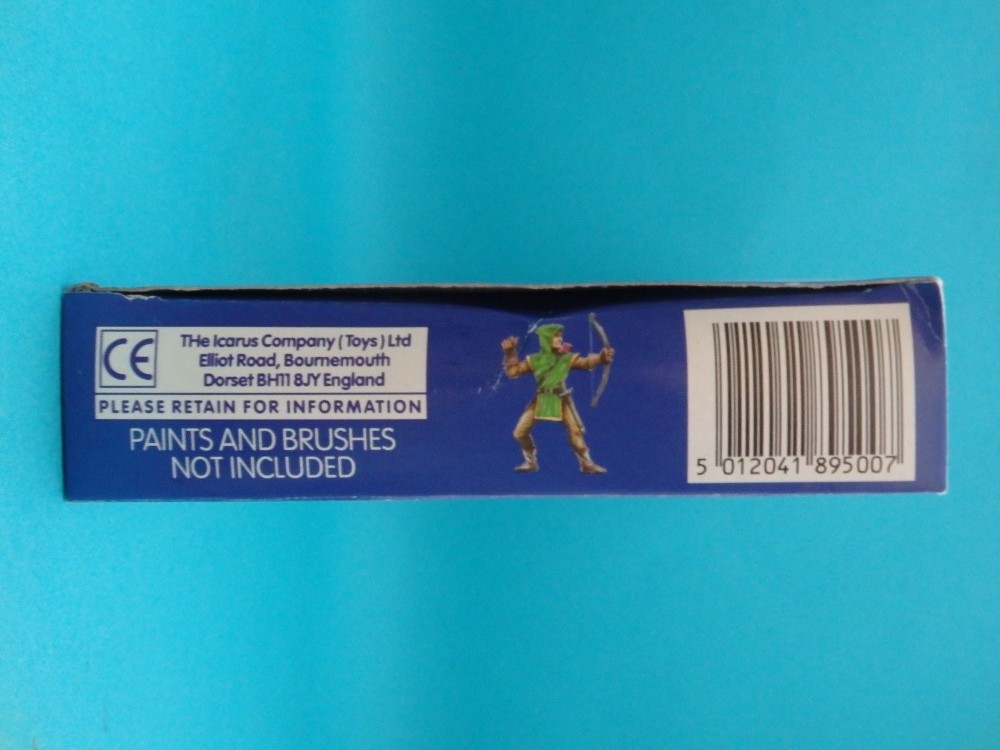 CE
THe Icarus Company (Toys) Ltd
Elliot Road, Bournemouth
Dorset BH11 8JY England
PLEASE RETAIN FOR INFORMATION
PAINTS AND BRUSHES
NOT INCLUDED
5 012041 895007